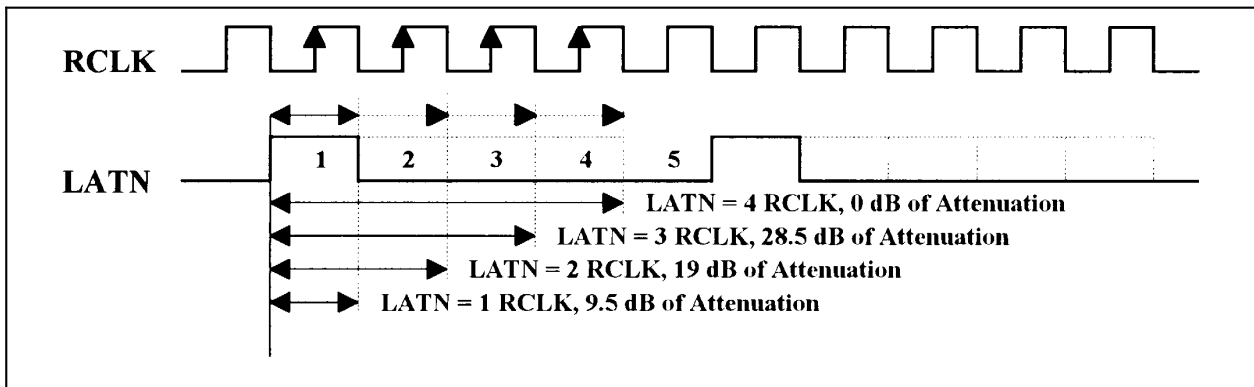 RCLK
1 2 3 4 5
LATN
LATN = 4 RCLK, 0 dB of Attenuation
LATN = 3 RCLK, 28.5 dB of Attenuation
LATN = 2 RCLK, 19 dB of Attenuation
LATN = 1 RCLK, 9.5 dB of Attenuation